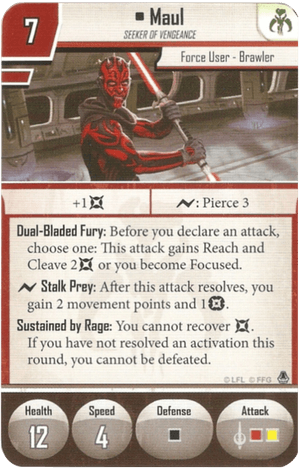 7
Maul
SEEKER OF VENGEANCE
Force User - Brawler
+1
: Pierce 3
Dual-Bladed Fury: Before you declare an attack,
choose one: This attack gains Reach and
Cleave 2 or you become Focused.
Stalk Prey: After this attack resolves, you
gain 2 movement points and 1.
Sustained by Rage: You cannot recover .
If you have not resolved an activation this
round, you cannot be defeated.
© LFL © FFG
Health Speed Defense Attack
12 4